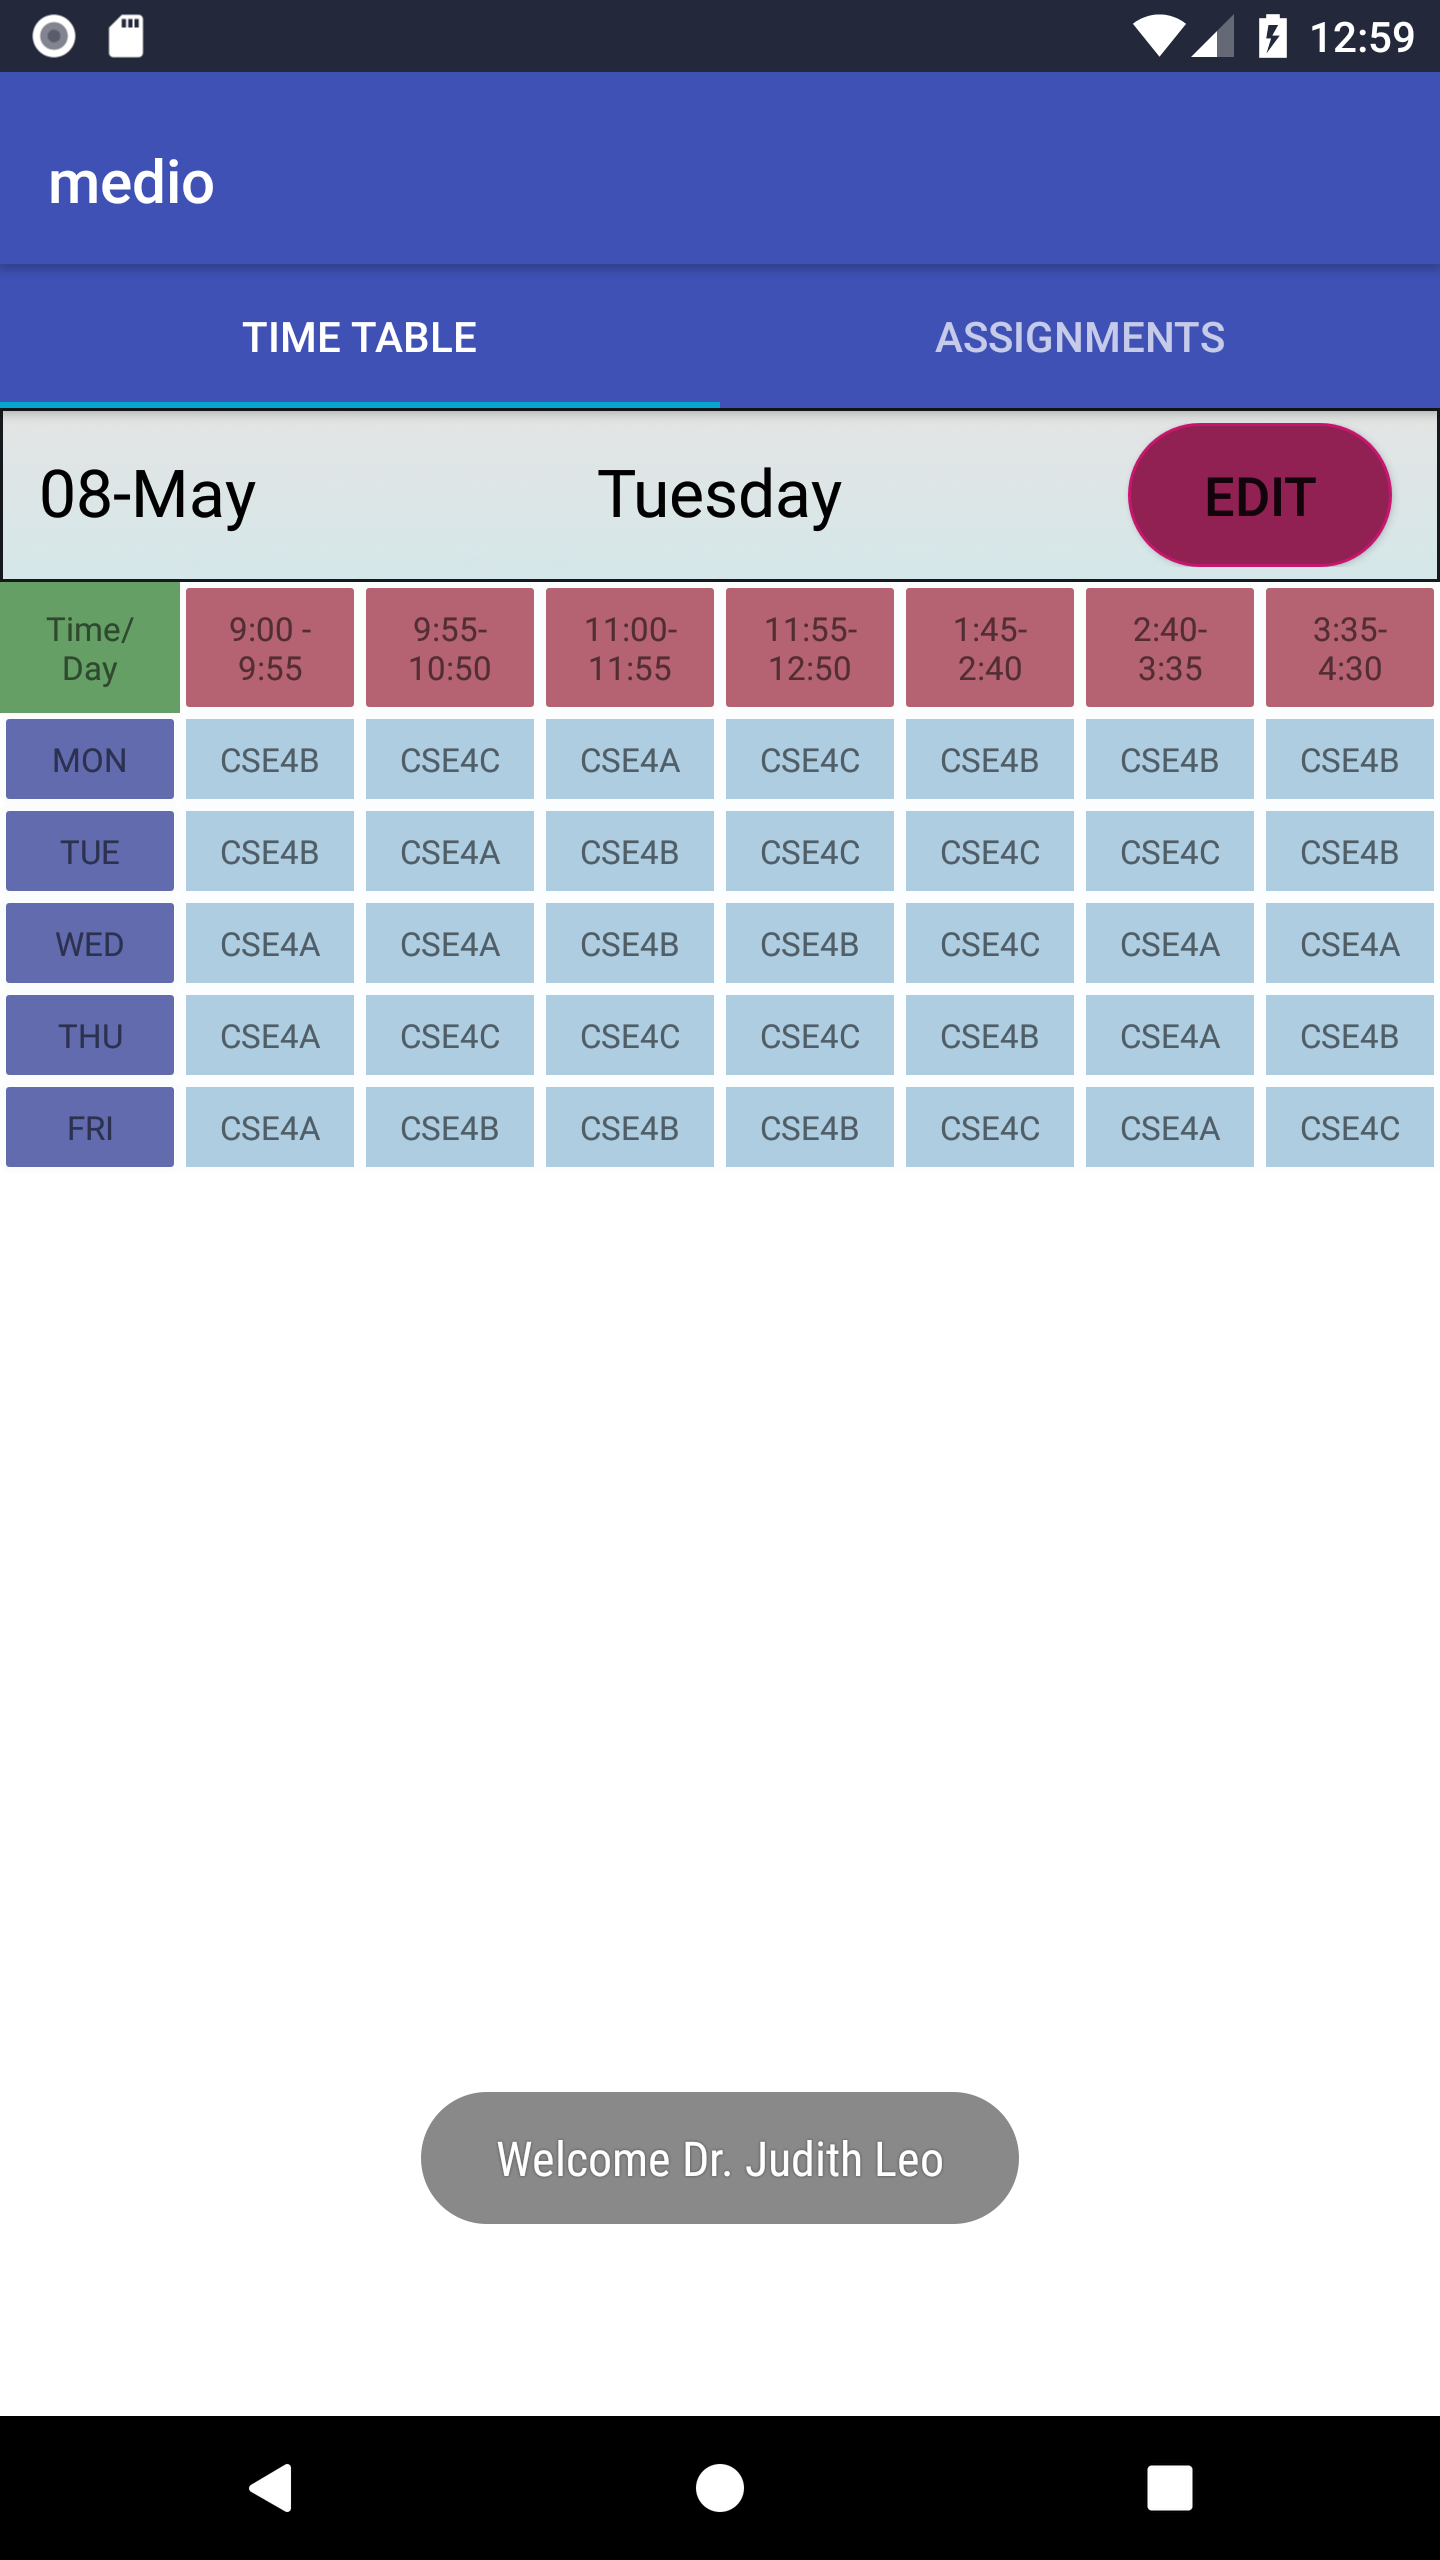 12:59
medio
TIME TABLE ASSIGNMENTS
08-May Tuesday EDIT
Time/ 9:00 - 9:55- 11:00- 11:55- 1:45- 2:40- 3:35-
Day 9:55 10:50 11:55 12:50 2:40 3:35 4:30
MON CSE4B CSE4C CSE4A CSE4C CSE4B CSE4B CSE4B
TUE CSE4B CSE4A CSE4B CSE4C CSE4C CSE4C CSE4B
WED CSE4A CSE4A CSE4B CSE4B CSE4C CSE4A CSE4A
THU CSE4A CSE4C CSE4C CSE4C CSE4B CSE4A CSE4B
FRI CSE4A CSE4B CSE4B CSE4B CSE4C CSE4A CSE4C
Welcome Dr. Judith Leo